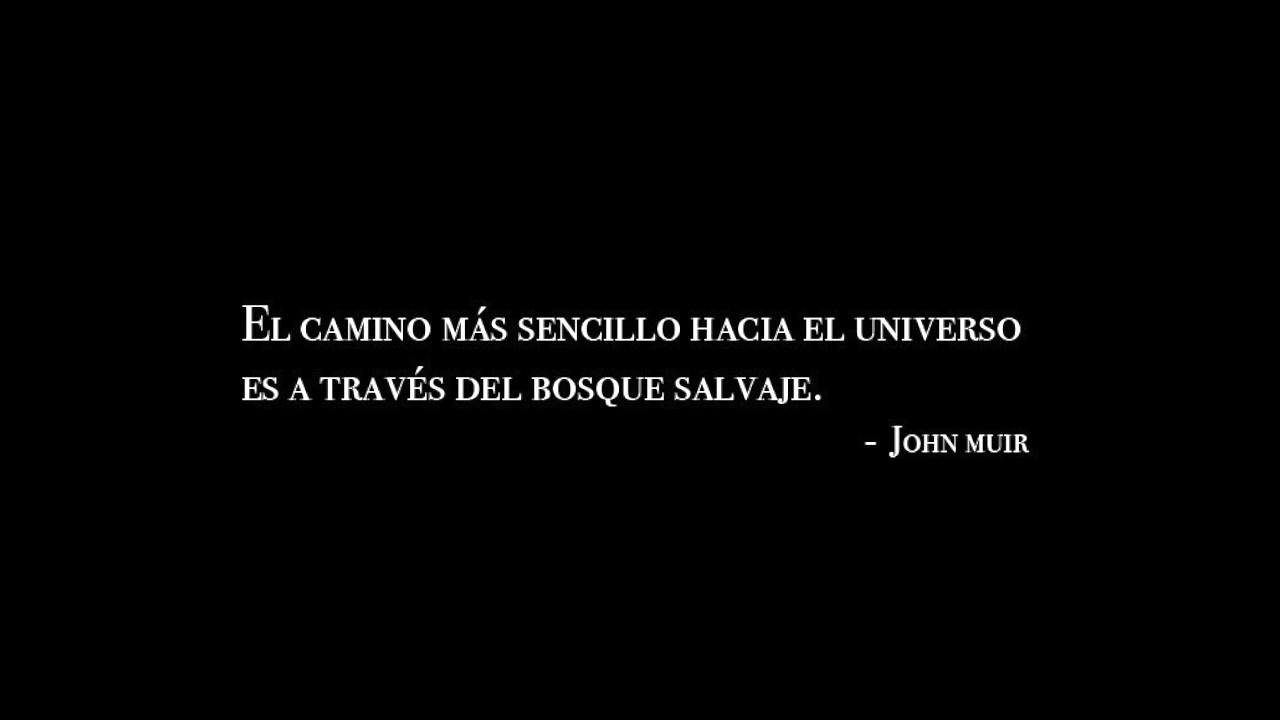 El camino más sencillo hacia el universo
es a través del bosque salvaje.
- John muir